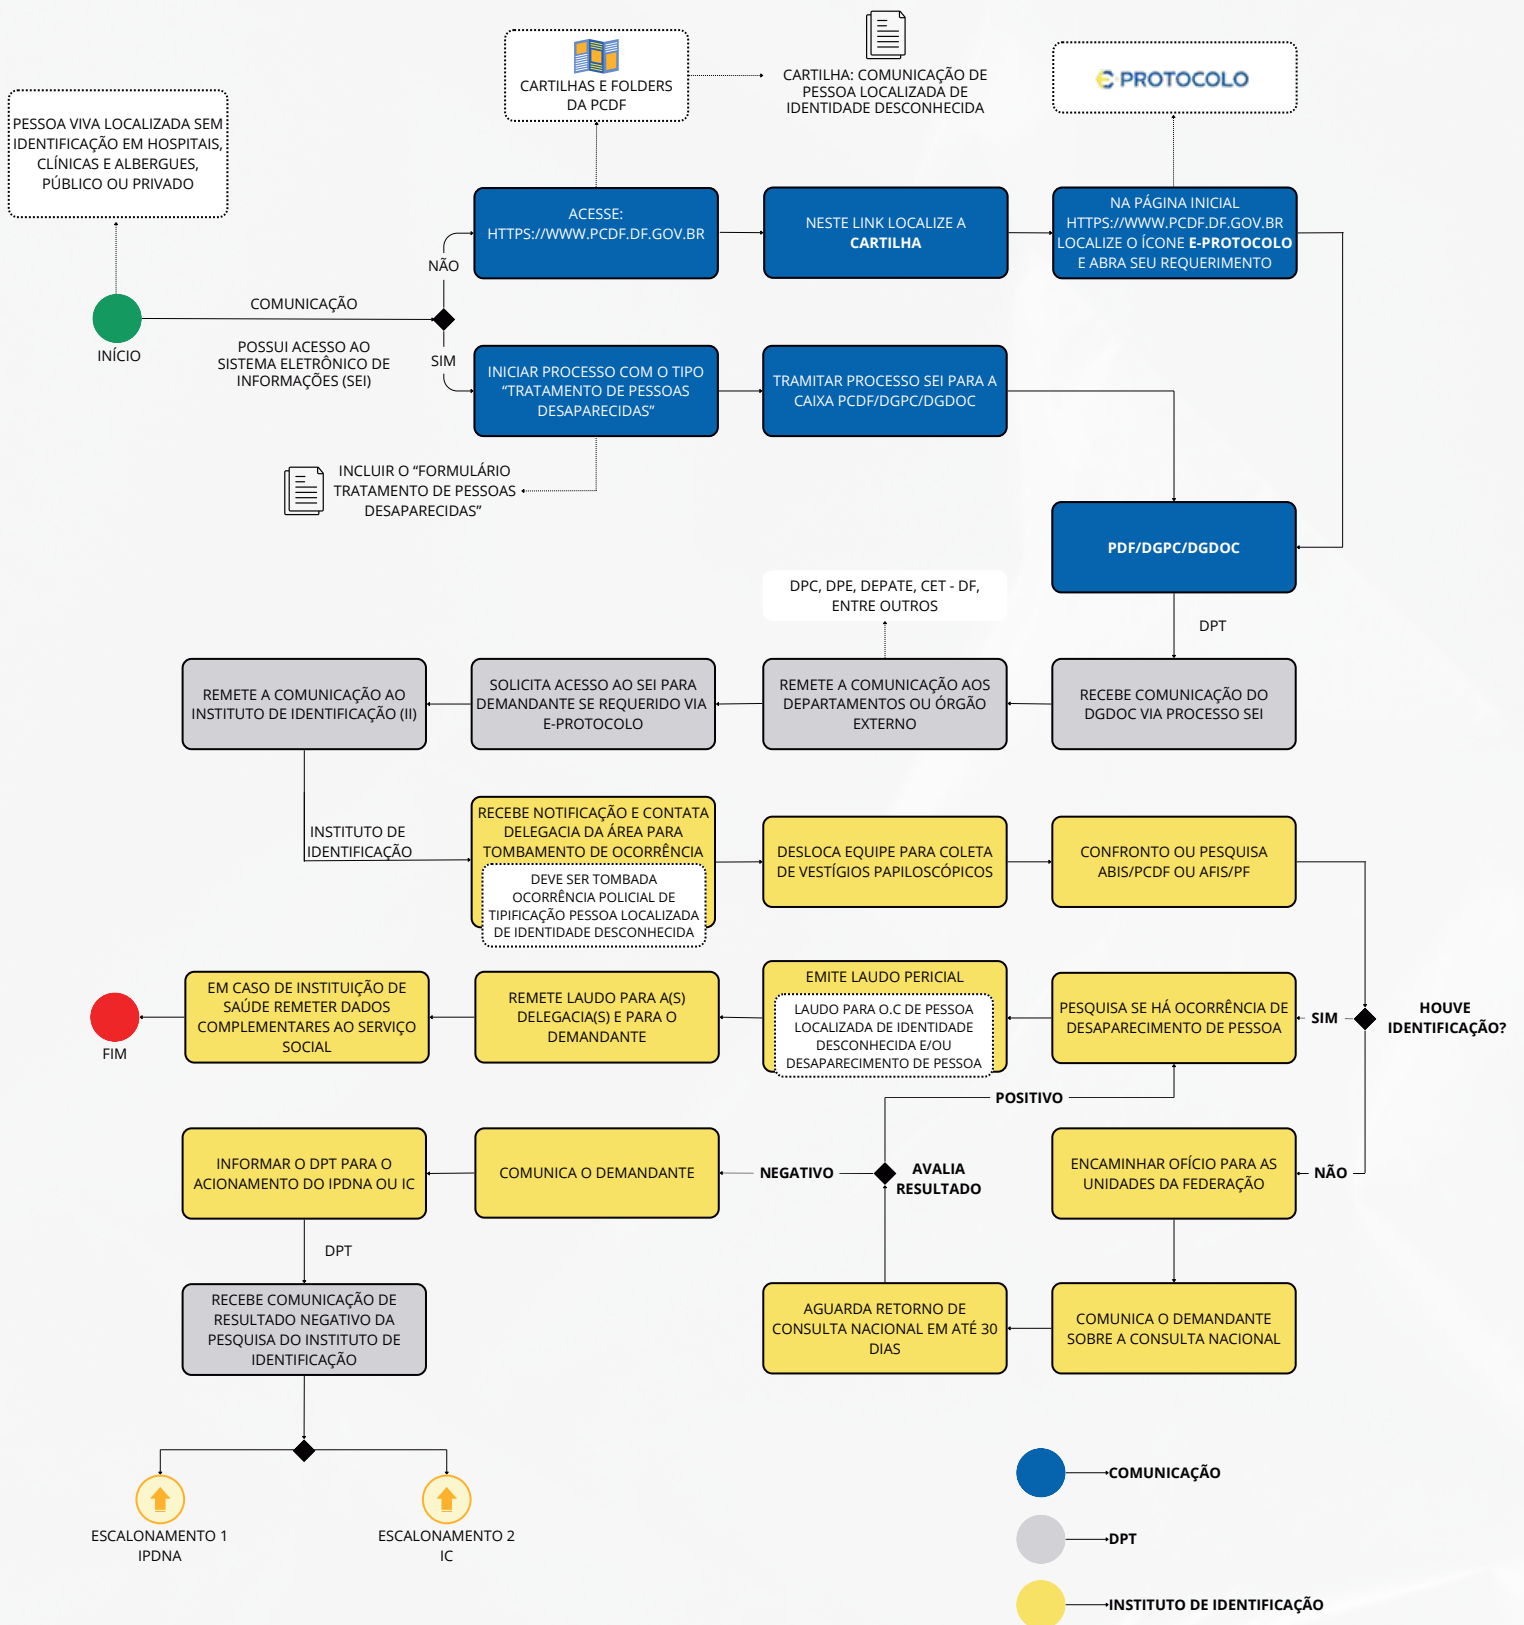 CARTILHAS E FOLDERS
DA PCDF
CARTILHA: COMUNICAÇÃO DE
PESSOA LOCALIZADA DE
IDENTIDADE DESCONHECIDA
E-PROTOCOLO
PESSOA VIVA LOCALIZADA SEM
IDENTIFICAÇÃO EM HOSPITAIS,
CLÍNICAS E ALBERGUES,
PÚBLICO OU PRIVADO
ACESSE:
HTTPS://WWW.PCDF.DF.GOV.BR
NESTE LINK LOCALIZE A
CARTILHA
NA PÁGINA INICIAL
HTTPS://WWW.PCDF.DF.GOV.BR
LOCALIZE O ÍCONE E-PROTOCOLO
E ABRA SEU REQUERIMENTO
NÃO
COMUNICAÇÃO
INÍCIO
POSSUI ACESSO AO
SISTEMA ELETRÔNICO DE
INFORMAÇÕES (SEI)
SIM
INICIAR PROCESSO COM O TIPO
“TRATAMENTO DE PESSOAS
DESAPARECIDAS”
TRAMITAR PROCESSO SEI PARA A
CAIXA PCDF/DGPC/DGDOC
INCLUIR O “FORMULÁRIO
TRATAMENTO DE PESSOAS
DESAPARECIDAS”
PDF/DGPC/DGDOC
DPC, DPE, DEPATE, CET - DF,
ENTRE OUTROS
DPT
REMETE A COMUNICAÇÃO AO
INSTITUTO DE IDENTIFICAÇÃO (II)
SOLICITA ACESSO AO SEI PARA
DEMANDANTE SE REQUERIDO VIA
E-PROTOCOLO
REMETE A COMUNICAÇÃO AOS
DEPARTAMENTOS OU ÓRGÃO
EXTERNO
RECEBE COMUNICAÇÃO DO
DGDOC VIA PROCESSO SEI
INSTITUTO DE
IDENTIFICAÇÃO
RECEBE NOTIFICAÇÃO E CONTATA
DELEGACIA DA ÁREA PARA
TOMBAMENTO DE OCORRÊNCIA
DEVE SER TOMBADA
OCORRÊNCIA POLICIAL DE
TIPIFICAÇÃO PESSOA LOCALIZADA
DE IDENTIDADE DESCONHECIDA
DESLOCA EQUIPE PARA COLETA
DE VESTÍGIOS PAPILOSCÓPICOS
CONFRONTO OU PESQUISA
ABIS/PCDF OU AFIS/PF
FIM
EM CASO DE INSTITUIÇÃO DE
SAÚDE REMETER DADOS
COMPLEMENTARES AO SERVIÇO
SOCIAL
REMETE LAUDO PARA A(S)
DELEGACIA(S) E PARA O
DEMANDANTE
EMITE LAUDO PERICIAL
LAUDO PARA O.C DE PESSOA
LOCALIZADA DE IDENTIDADE
DESCONHECIDA E/OU
DESAPARECIMENTO DE PESSOA
PESQUISA SE HÁ OCORRÊNCIA DE
DESAPARECIMENTO DE PESSOA
SIM
HOUVE
IDENTIFICAÇÃO?
POSITIVO
INFORMAR O DPT PARA O
ACIONAMENTO DO IPDNA OU IC
COMUNICA O DEMANDANTE
NEGATIVO
AVALIA
RESULTADO
ENCAMINHAR OFÍCIO PARA AS
UNIDADES DA FEDERAÇÃO
NÃO
DPT
RECEBE COMUNICAÇÃO DE
RESULTADO NEGATIVO DA
PESQUISA DO INSTITUTO DE
IDENTIFICAÇÃO
AGUARDA RETORNO DE
CONSULTA NACIONAL EM ATÉ 30
DIAS
COMUNICA O DEMANDANTE
SOBRE A CONSULTA NACIONAL
ESCALONAMENTO 1
IPDNA
ESCALONAMENTO 2
IC
COMUNICAÇÃO
DPT
INSTITUTO DE IDENTIFICAÇÃO